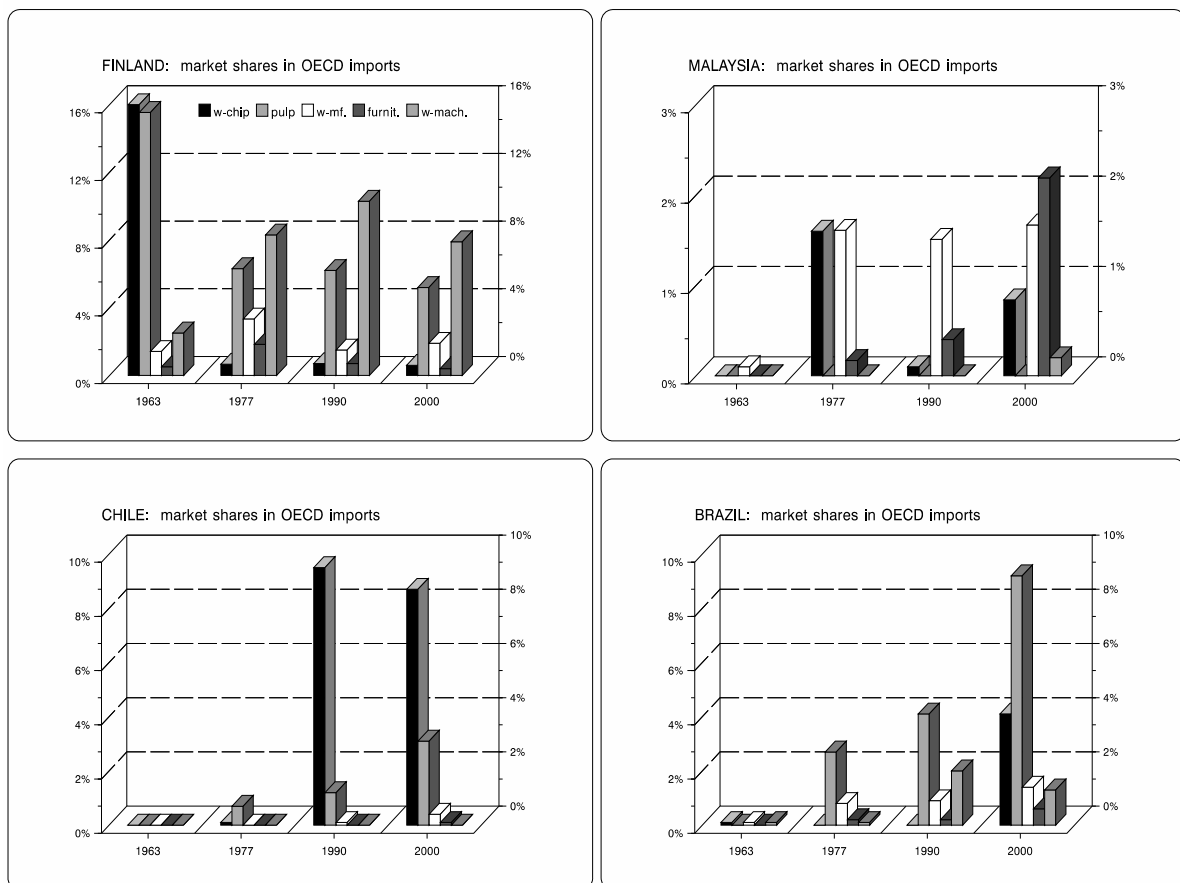 FINLAND: market shares in OECD imports
w-chip pulp w-mf. furnit. w-mach.
16% 16%
12% 12%
8% 8%
4% 4%
0% 0%
1963 1977 1990 2000
MALAYSIA: market shares in OECD imports
3% 3%
2% 2%
1% 1%
0% 0%
1963 1977 1990 2000
CHILE: market shares in OECD imports
10% 10%
8% 8%
6% 6%
4% 4%
2% 2%
0% 0%
1963 1977 1990 2000
BRAZIL: market shares in OECD imports
10% 10%
8% 8%
6% 6%
4% 4%
2% 2%
0% 0%
1963 1977 1990 2000